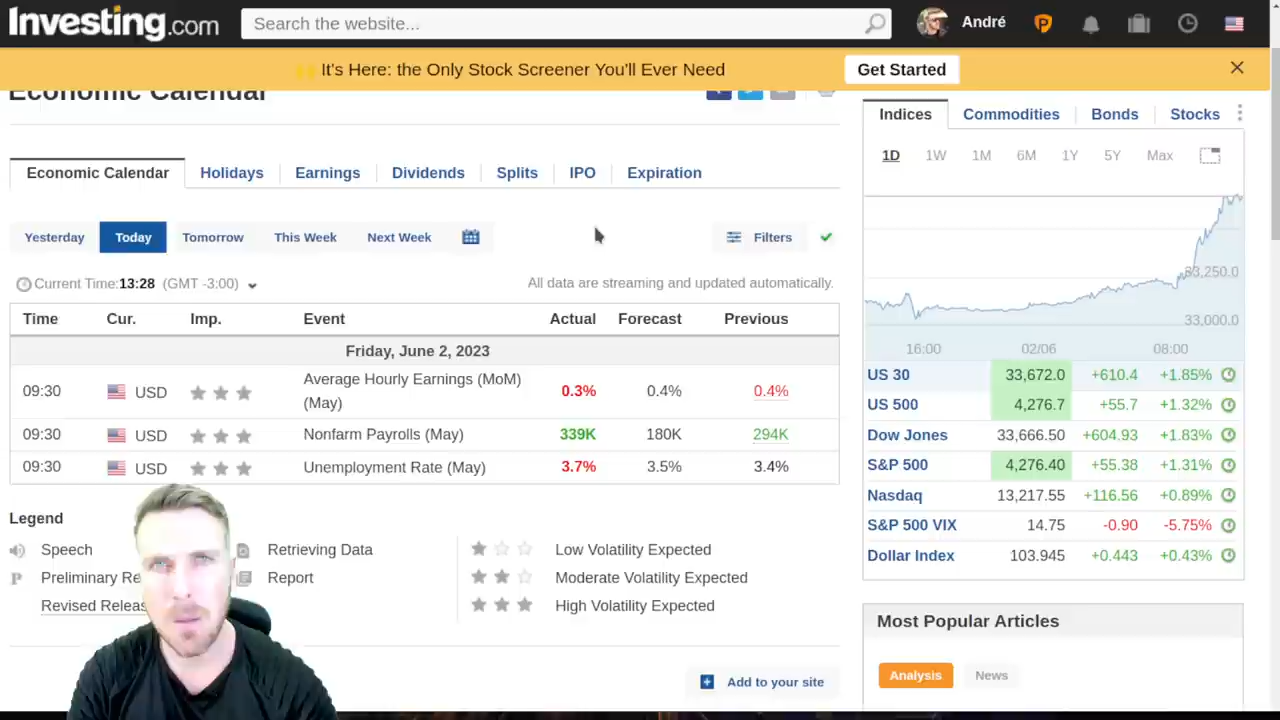 Investing.com
Search the website...
André
It's Here: the Only Stock Screener You'll Ever Need
Get Started
Economic Calendar
Economic Calendar Holidays Earnings Dividends Splits IPO Expiration
Yesterday Today Tomorrow This Week Next Week Filters
Current Time:13:28 (GMT -3:00)
All data are streaming and updated automatically.
Time Cur. Imp. Event Actual Forecast Previous
Friday, June 2, 2023
09:30 USD Average Hourly Earnings (MoM) (May) 0.3% 0.4% 0.4%
09:30 USD Nonfarm Payrolls (May) 339K 180K 294K
09:30 USD Unemployment Rate (May) 3.7% 3.5% 3.4%
Legend
Speech Retrieving Data Low Volatility Expected
P Preliminary Re Report Moderate Volatility Expected
Revised Releas High Volatility Expected
Add to your site
Indices Commodities Bonds Stocks
1D 1W 1M 6M 1Y 5Y Max
33,250.0
33,000.0
16:00 02/06 08:00
US 30 33,672.0 +610.4 +1.85%
US 500 4,276.7 +55.7 +1.32%
Dow Jones 33,666.50 +604.93 +1.83%
S&P 500 4,276.40 +55.38 +1.31%
Nasdaq 13,217.55 +116.56 +0.89%
S&P 500 VIX 14.75 -0.90 -5.75%
Dollar Index 103.945 +0.443 +0.43%
Most Popular Articles
Analysis News